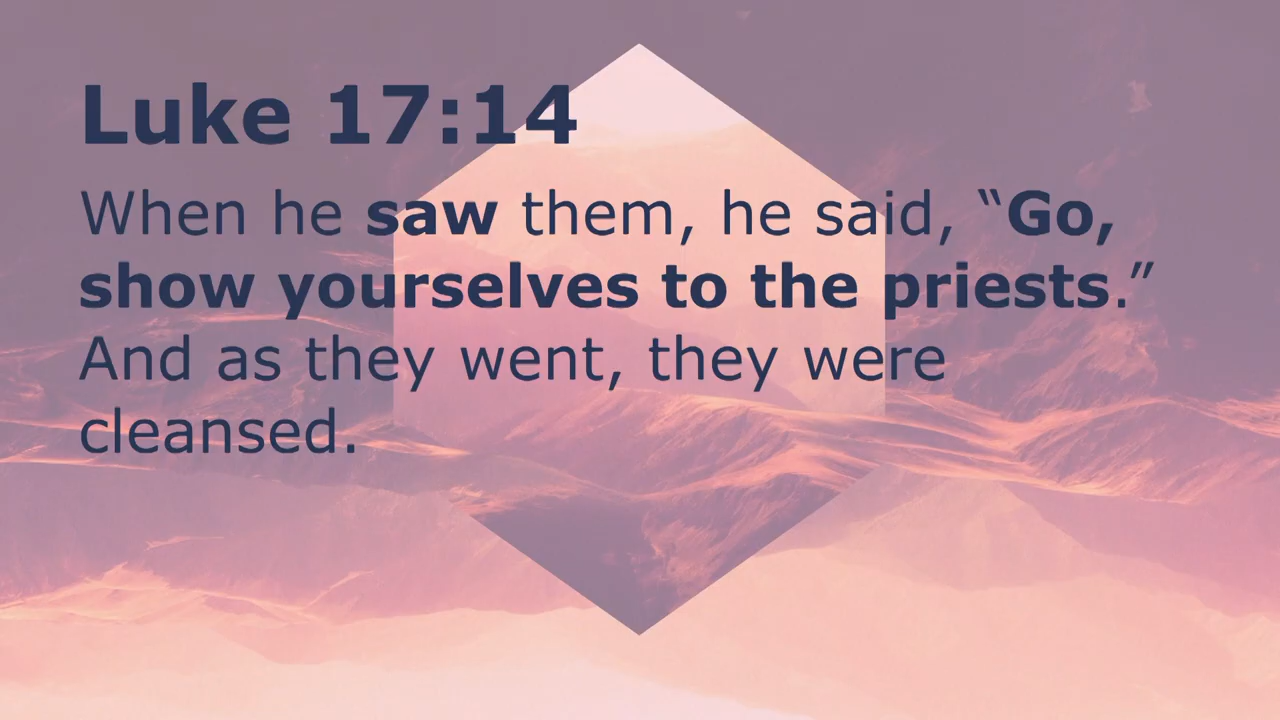 Luke 17:14
When he saw them, he said, “Go,
show yourselves to the priests.”
And as they went, they were
cleansed.